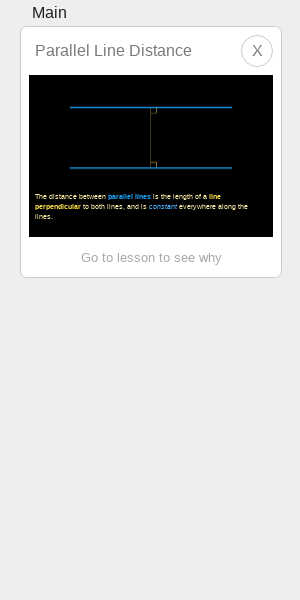 Main
Parallel Line Distance
X
The distance between parallel lines is the length of a line
perpendicular to both lines, and is constant everywhere along the
lines.
Go to lesson to see why